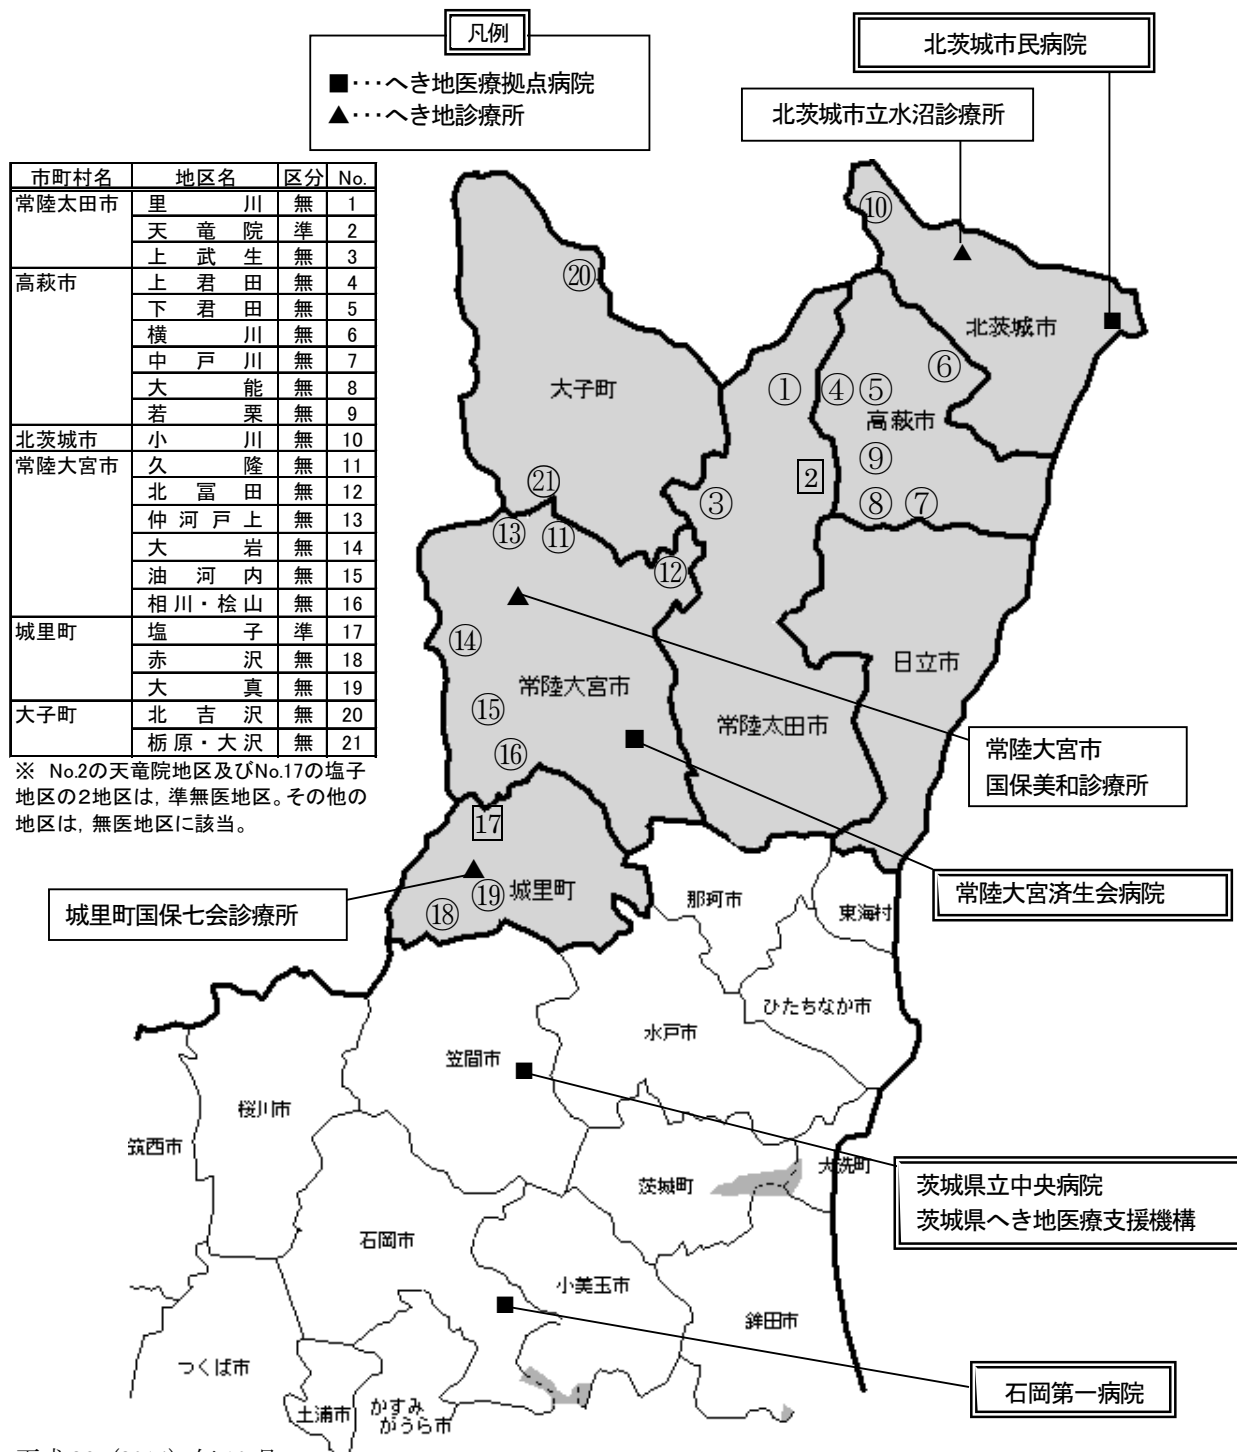 凡例
■･･･へき地医療拠点病院
▲･･･へき地診療所
北茨城市民病院
北茨城市立水沼診療所
市町村名 地区名 区分 No.
常陸太田市 里川 無 1
天竜院 準 2
上武生 無 3
高萩市 上君田 無 4
下君田 無 5
横川 無 6
中戸川 無 7
大能 無 8
若栗 無 9
北茨城市 小川 無 10
常陸大宮市 久隆 無 11
北冨田 無 12
仲河戸上 無 13
大岩 無 14
油河内 無 15
相川・桧山 無 16
城里町 塩子 準 17
赤沢 無 18
大真 無 19
大子町 北吉沢 無 20
栃原・大沢 無 21
※ No.2の天竜院地区及びNo.17の塩子
地区の2地区は，準無医地区。その他の
地区は，無医地区に該当。
⑩
⑳
北茨城市
大子町
① ④ ⑤ ⑥
高萩市
⑨
2
③
⑧ ⑦
㉑
⑬ ⑪
⑫
⑭
日立市
常陸大宮市
⑮
常陸太田市
⑯
常陸大宮市
国保美和診療所
17
城里町
⑲
⑱
城里町国保七会診療所
常陸大宮済生会病院
那珂市
東海村
ひたちなか市
水戸市
笠間市
桜川市
筑西市
茨城町
大洗町
茨城県立中央病院
茨城県へき地医療支援機構
石岡市
小美玉市
鉾田市
つくば市
土浦市
かすみ
がうら市
石岡第一病院